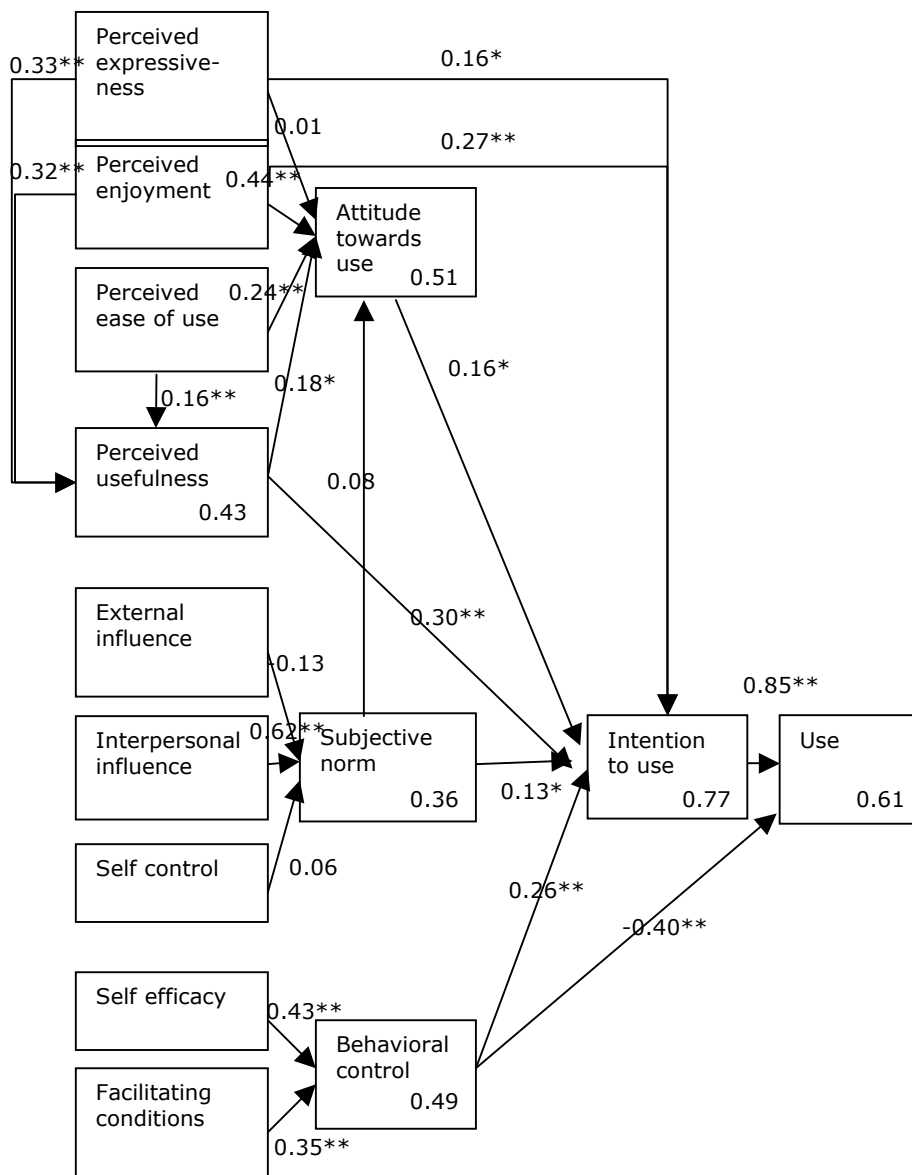 Perceived
expressive-
ness
0.33**
0.16*
0.01
0.27**
Perceived
enjoyment
0.32**
0.44**
Attitude
towards
use
0.51
Perceived
ease of use
0.24**
0.16*
0.18*
0.16**
Perceived
usefulness
0.43
0.08
0.30**
External
influence
-0.13
Interpersonal
influence
0.62**
Subjective
norm
0.36
0.13*
Intention
to use
0.77
0.85**
Use
0.61
Self control
0.06
0.26**
-0.40**
Self efficacy
0.43**
Behavioral
control
0.49
Facilitating
conditions
0.35**